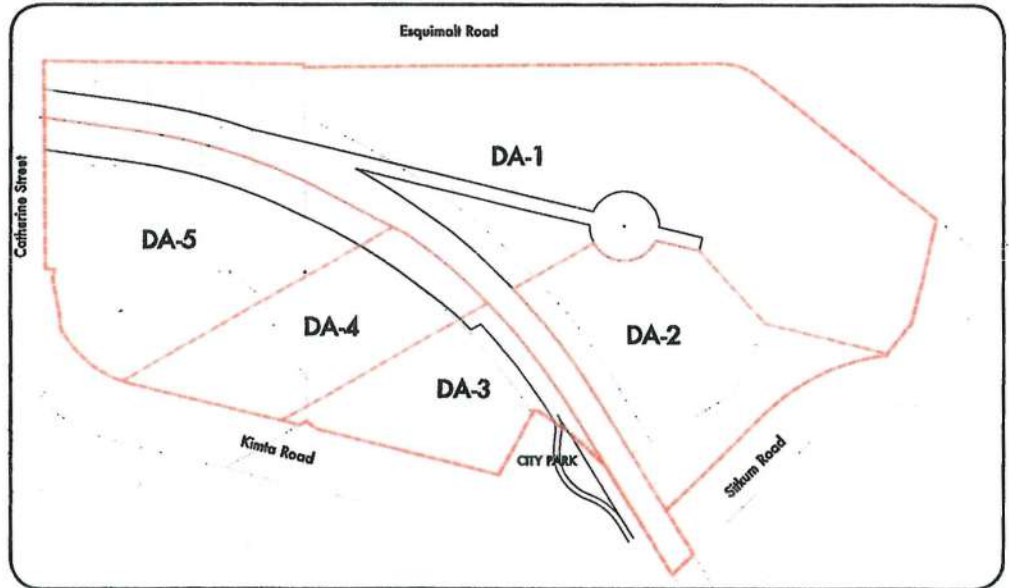 Esquimalt Road
DA-1
Catherine Street
DA-5
DA-4
DA-2
DA-3
Kimta Road
CITY PARK
Sitkum Road